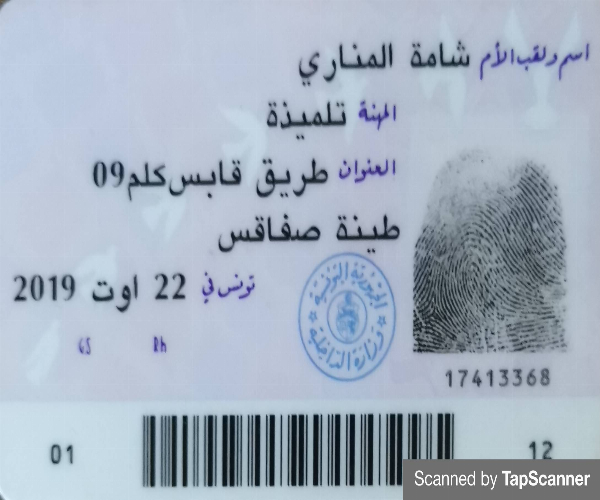 اسم ولقب الأم شامة المناري
المهنة تلميذة
العنوان طريق قابس كلم09
طينة صفاقس
تونس في 22 اوت 2019
الجمهورية التونسية
وزارة الداخلية
GS Rh
17413368
01 12
Scanned by TapScanner